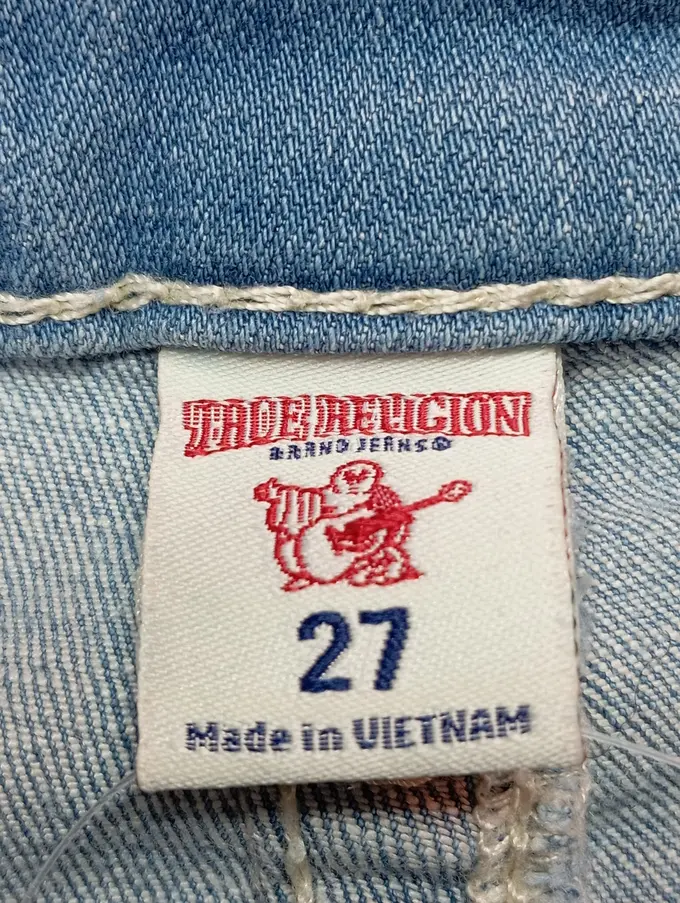 TRUE RELIGION
BRAND JEANS®
27
Made in VIETNAM